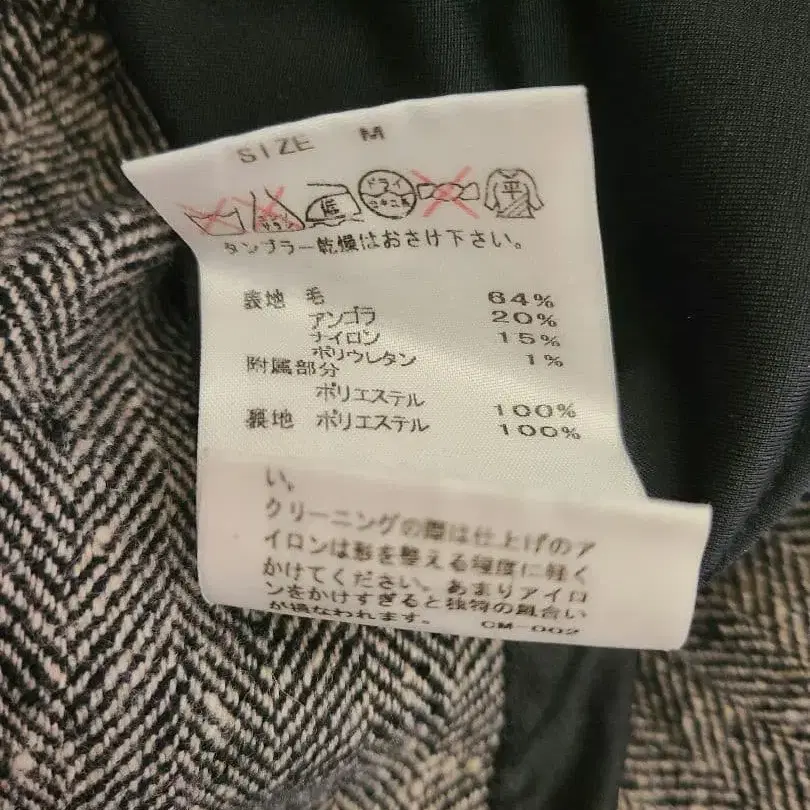 SIZE M
低 ドライ セキユ系 平
タンブラー乾燥はおさけ下さい。
表地 毛 64%
アンゴラ 20%
ナイロン 15%
ポリウレタン 1%
附属部分
ポリエステル 100%
裏地 ポリエステル 100%
い。
クリーニングの際は仕上げのア
イロンは形を整える程度に軽く
かけてください。あまりアイロ
ンをかけすぎると独特の風合い
が損なわれます。 CM-002